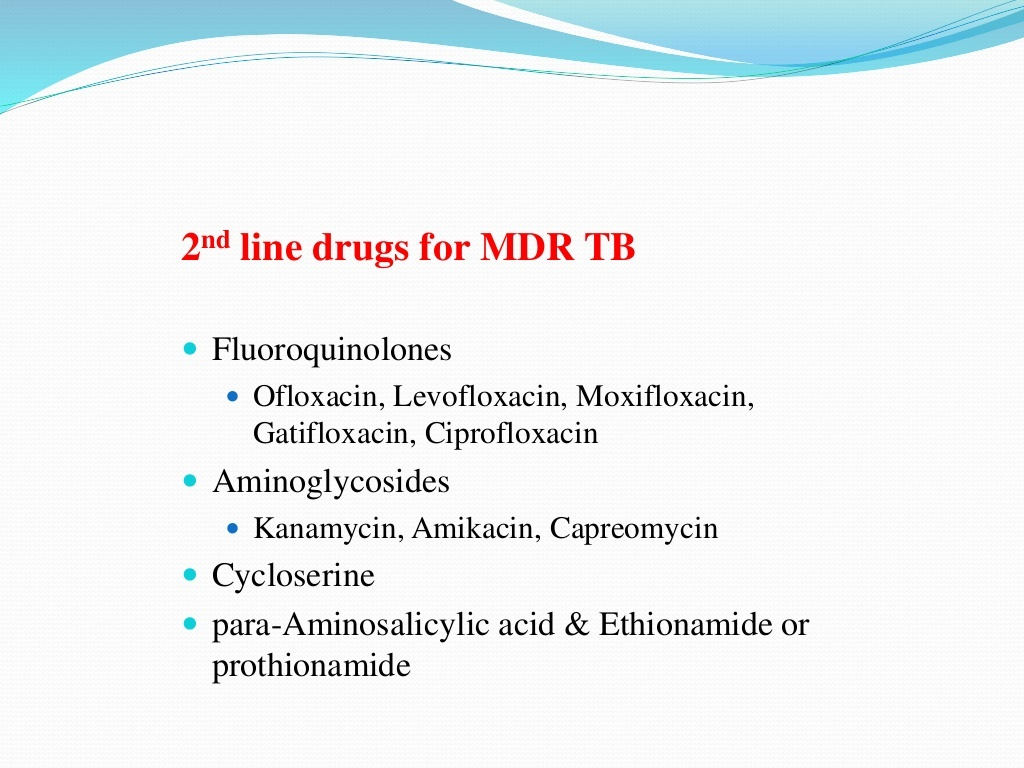 2nd line drugs for MDR TB
Fluoroquinolones
Ofloxacin, Levofloxacin, Moxifloxacin,
Gatifloxacin, Ciprofloxacin
Aminoglycosides
Kanamycin, Amikacin, Capreomycin
Cycloserine
para-Aminosalicylic acid & Ethionamide or
prothionamide